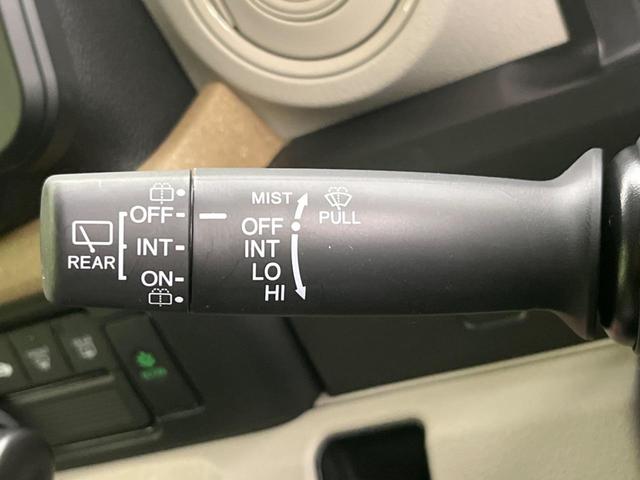 REAR
OFF
INT
ON
MIST
OFF
INT
LO
HI
PULL